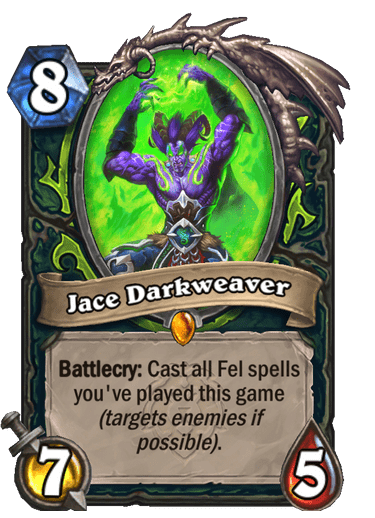 8
Jace Darkweaver
Battlecry: Cast all Fel spells
you've played this game
(targets enemies if
possible).
7
5